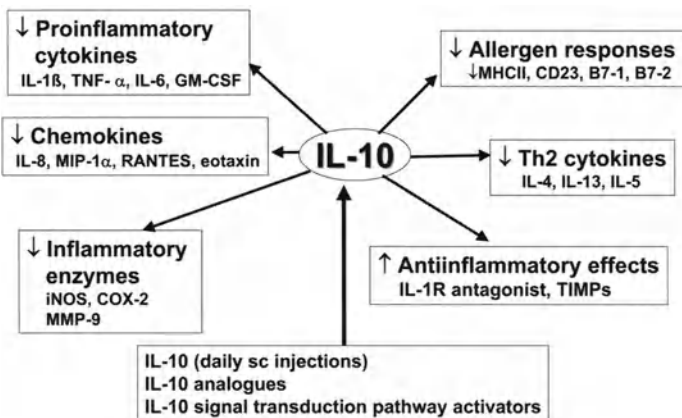 ↓ Proinflammatory
cytokines
IL-1ß, TNF- α, IL-6, GM-CSF
↓ Allergen responses
↓MHCII, CD23, B7-1, B7-2
↓ Chemokines
IL-8, MIP-1α, RANTES, eotaxin
IL-10
↓ Th2 cytokines
IL-4, IL-13, IL-5
↓ Inflammatory
enzymes
iNOS, COX-2
MMP-9
↑ Antiinflammatory effects
IL-1R antagonist, TIMPs
IL-10 (daily sc injections)
IL-10 analogues
IL-10 signal transduction pathway activators